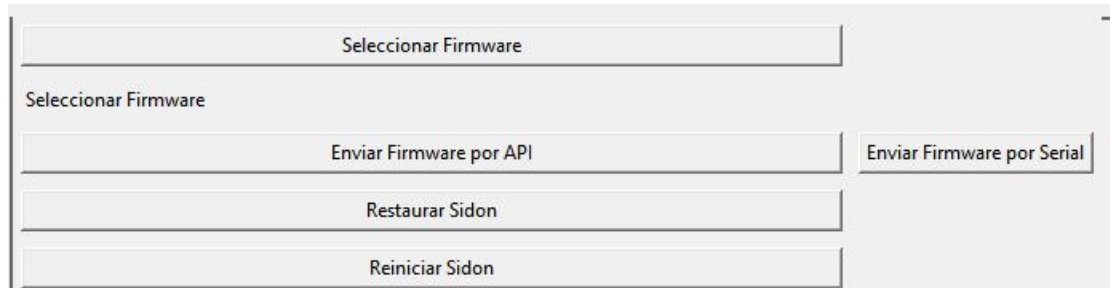 Seleccionar Firmware
Seleccionar Firmware
Enviar Firmware por API
Enviar Firmware por Serial
Restaurar Sidon
Reiniciar Sidon